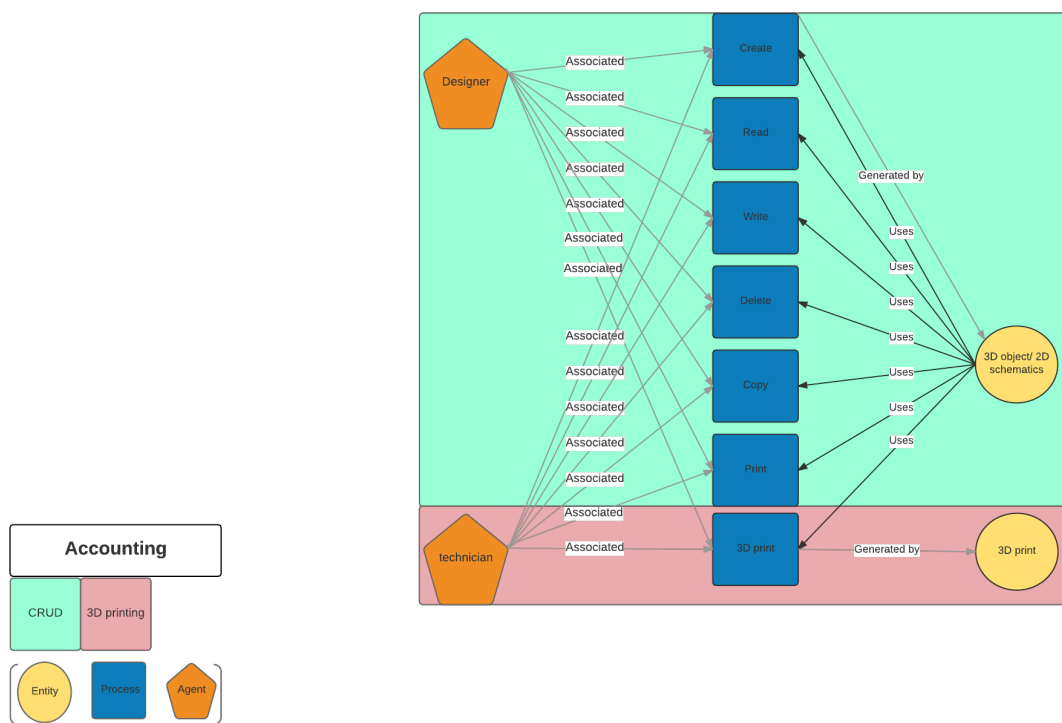 Create
Designer
Associated
Associated
Read
Associated
Associated
Generated by
Associated
Write
Uses
Associated
Associated
Uses
Delete
Uses
Associated
Uses
3D object/ 2D
schematics
Associated
Copy
Uses
Associated
Uses
Associated
Uses
Print
Associated
Associated
technician
Associated
3D print
Generated by
3D print
Accounting
CRUD
3D printing
Entity
Process
Agent